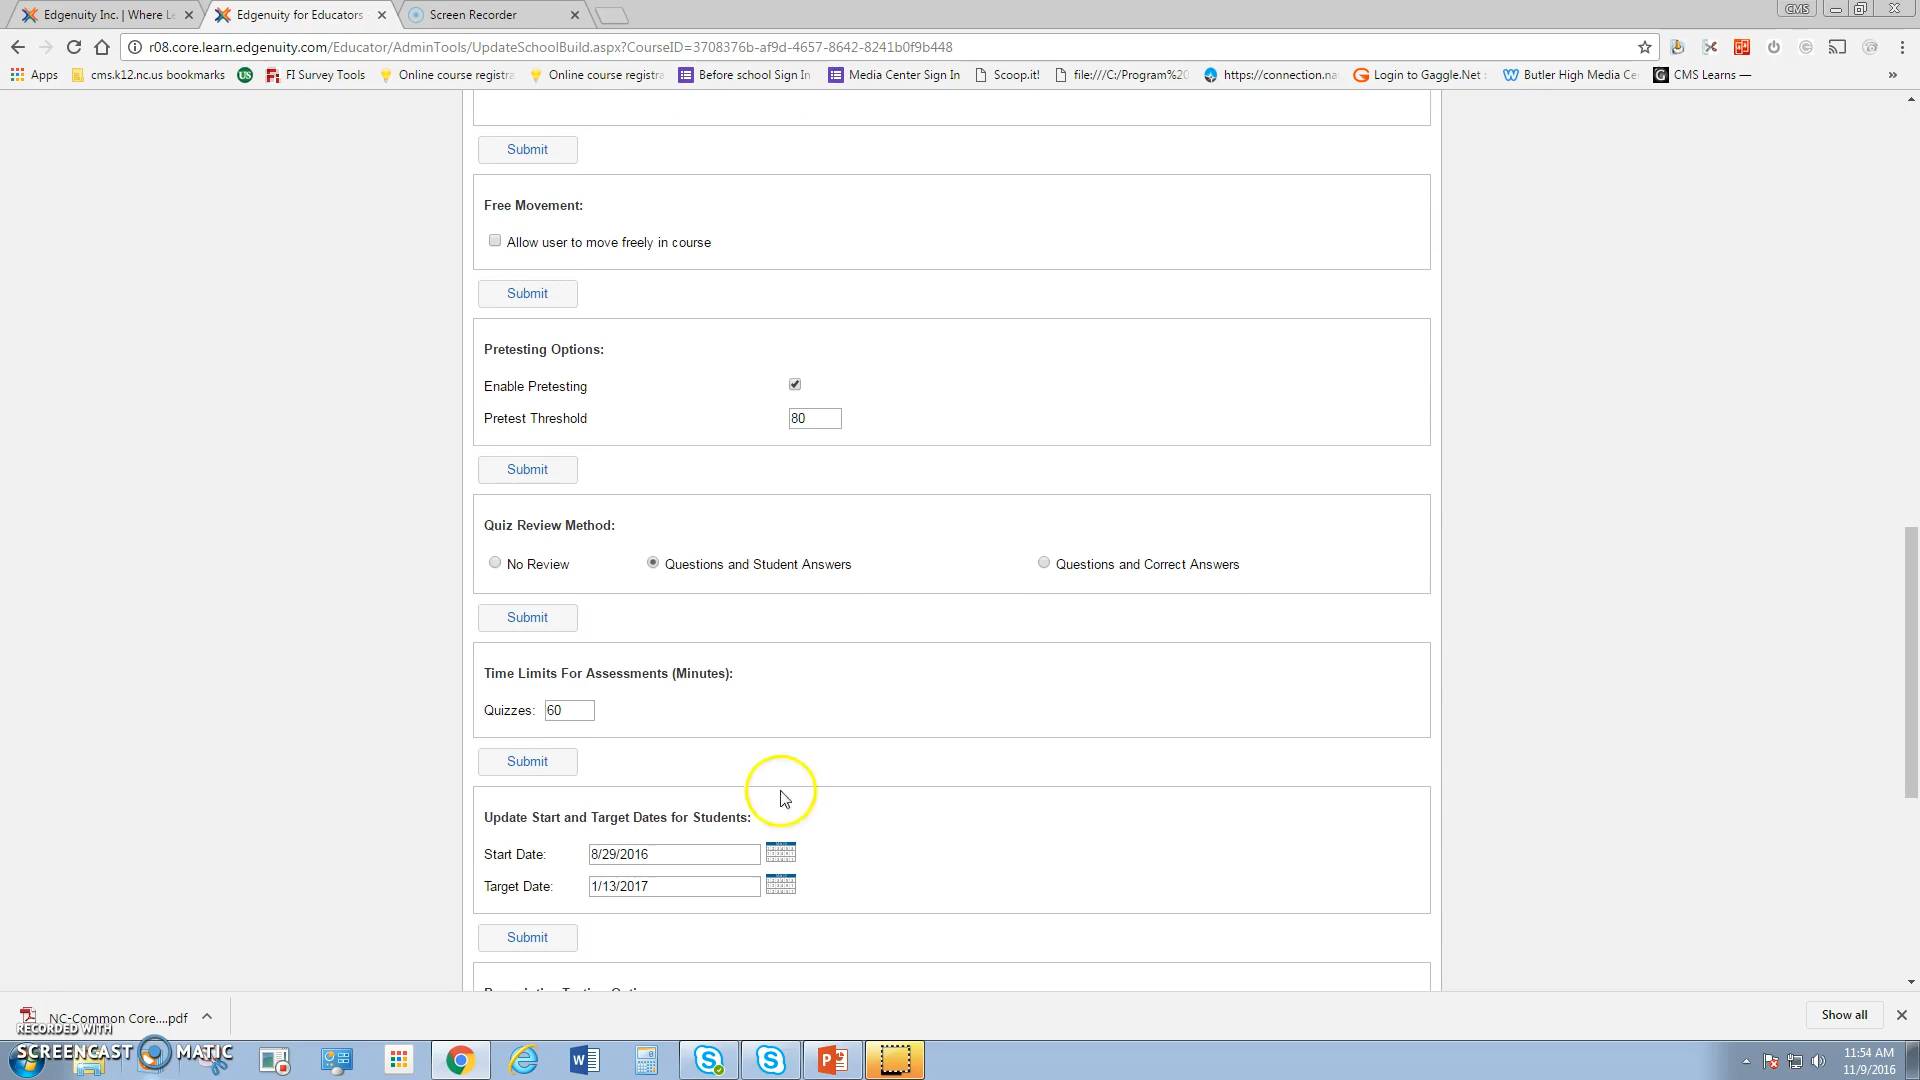 Edgenuity Inc. | Where Le
Edgenuity for Educators
Screen Recorder
CMS
r08.core.learn.edgenuity.com/Educator/AdminTools/UpdateSchoolBuild.aspx?CourseID=3708376b-af9d-4657-8642-8241b0f9b448
Apps cms.k12.nc.us bookmarks US FI Survey Tools Online course registra Online course registra Before school Sign In Media Center Sign In Scoop.it! file:///C:/Program%20 https://connection.na Login to Gaggle.Net : Butler High Media Ce CMS Learns — »
Submit
Free Movement:
Allow user to move freely in course
Submit
Pretesting Options:
Enable Pretesting
Pretest Threshold 80
Submit
Quiz Review Method:
No Review Questions and Student Answers Questions and Correct Answers
Submit
Time Limits For Assessments (Minutes):
Quizzes: 60
Submit
Update Start and Target Dates for Students:
Start Date: 8/29/2016
Target Date: 1/13/2017
Submit
NC-Common Core....pdf
Show all
RECORDED WITH
SCREENCAST MATIC
11:54 AM
11/9/2016